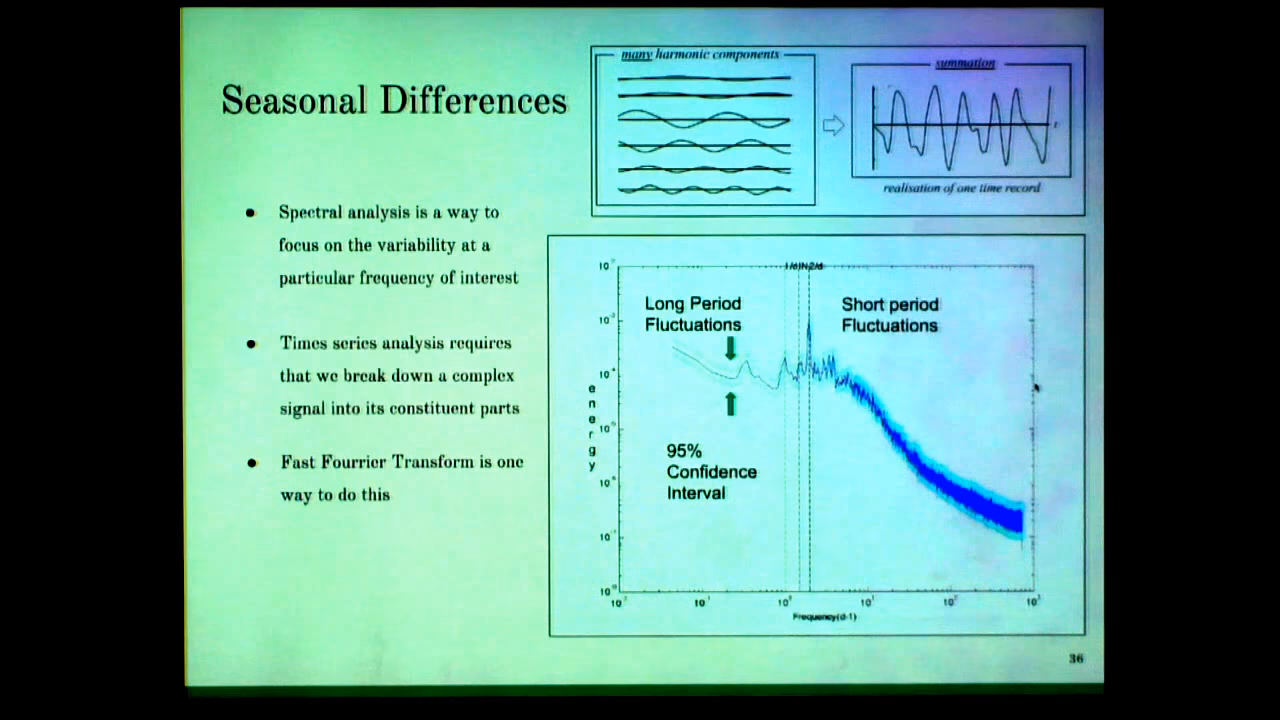 Seasonal Differences
many harmonic components
summation
t
realisation of one time record
● Spectral analysis is a way to
focus on the variability at a
particular frequency of interest
● Times series analysis requires
that we break down a complex
signal into its constituent parts
● Fast Fourrier Transform is one
way to do this
Long Period
Fluctuations
Short period
Fluctuations
95%
Confidence
Interval
energy
Frequency(d-1)
36